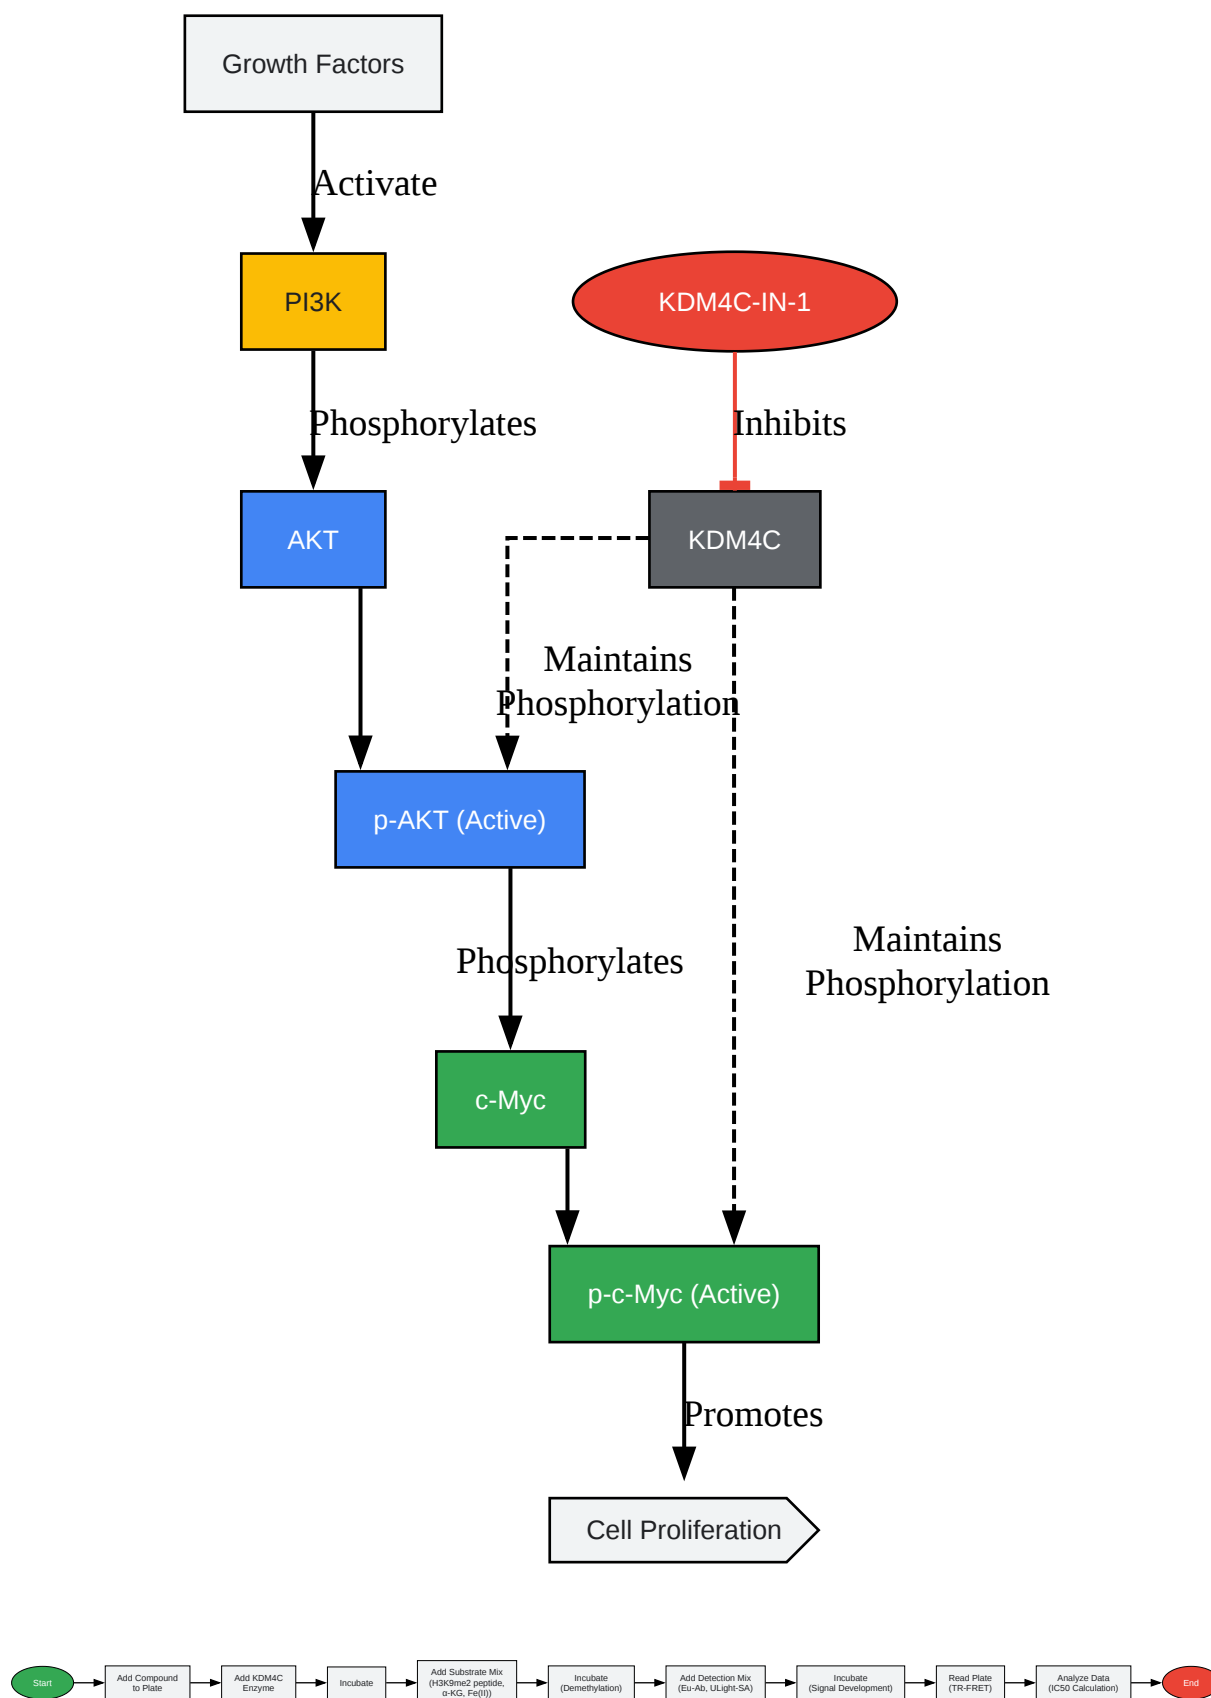 Growth Factors
Activate
PI3K
KDM4C-IN-1
Phosphorylates
Inhibits
AKT
KDM4C
Maintains
Phosphorylation
p-AKT (Active)
Phosphorylates
Maintains
Phosphorylation
c-Myc
p-c-Myc (Active)
Promotes
Cell Proliferation
Start
Add Compound
to Plate
Add KDM4C
Enzyme
Incubate
Add Substrate Mix
(H3K9me2 peptide,
α-KG, Fe(II))
Incubate
(Demethylation)
Add Detection Mix
(Eu-Ab, ULight-SA)
Incubate
(Signal Development)
Read Plate
(TR-FRET)
Analyze Data
(IC50 Calculation)
End